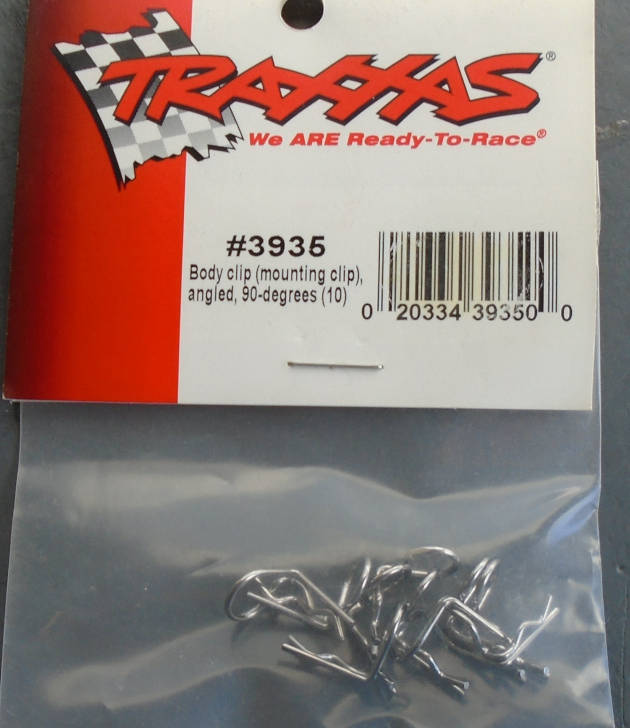 TRAXXAS®
We ARE Ready-To-Race®
#3935
Body clip (mounting clip),
angled, 90-degrees (10)
0 20334 39350 0